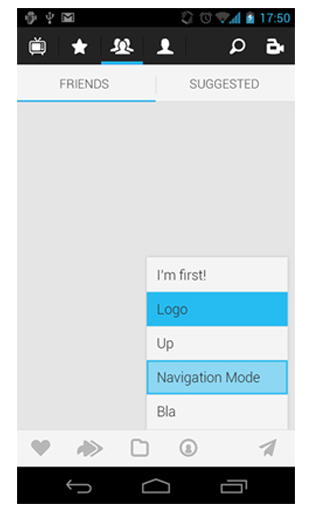 17:50
FRIENDS
SUGGESTED
I'm first!
Logo
Up
Navigation Mode
Bla